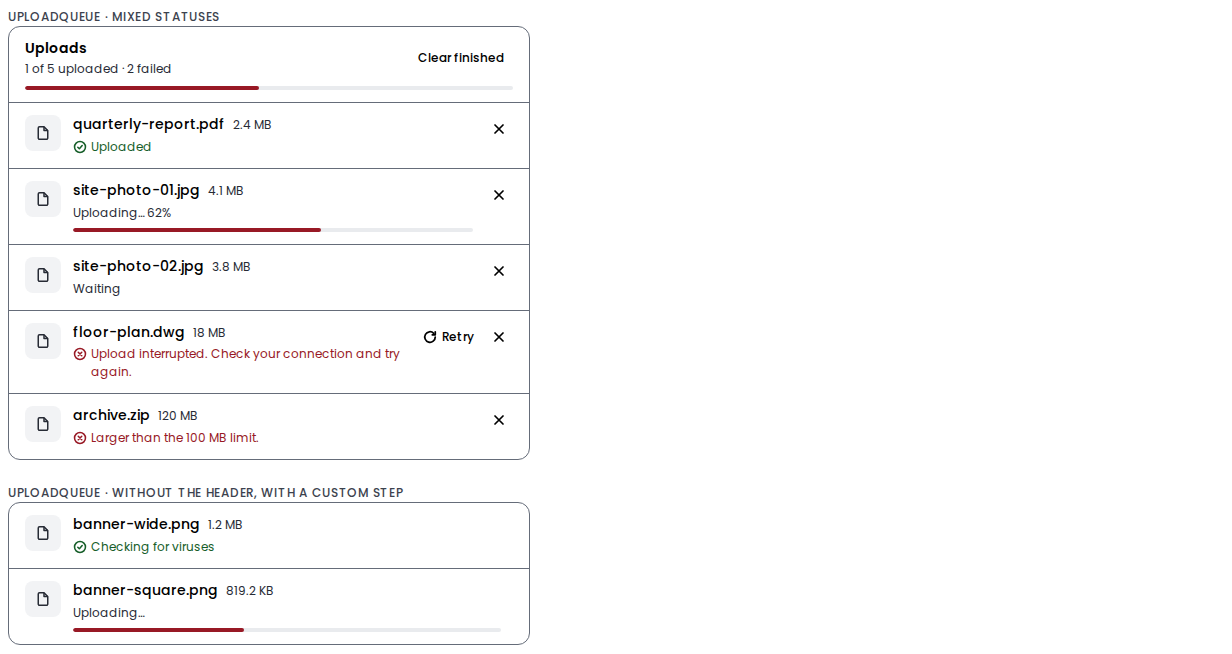 UPLOADQUEUE · MIXED STATUSES
Uploads
1 of 5 uploaded · 2 failed
Clear finished
quarterly-report.pdf 2.4 MB
Uploaded
site-photo-01.jpg 4.1 MB
Uploading… 62%
site-photo-02.jpg 3.8 MB
Waiting
floor-plan.dwg 18 MB
Retry
Upload interrupted. Check your connection and try
again.
archive.zip 120 MB
Larger than the 100 MB limit.
UPLOADQUEUE · WITHOUT THE HEADER, WITH A CUSTOM STEP
banner-wide.png 1.2 MB
Checking for viruses
banner-square.png 819.2 KB
Uploading…